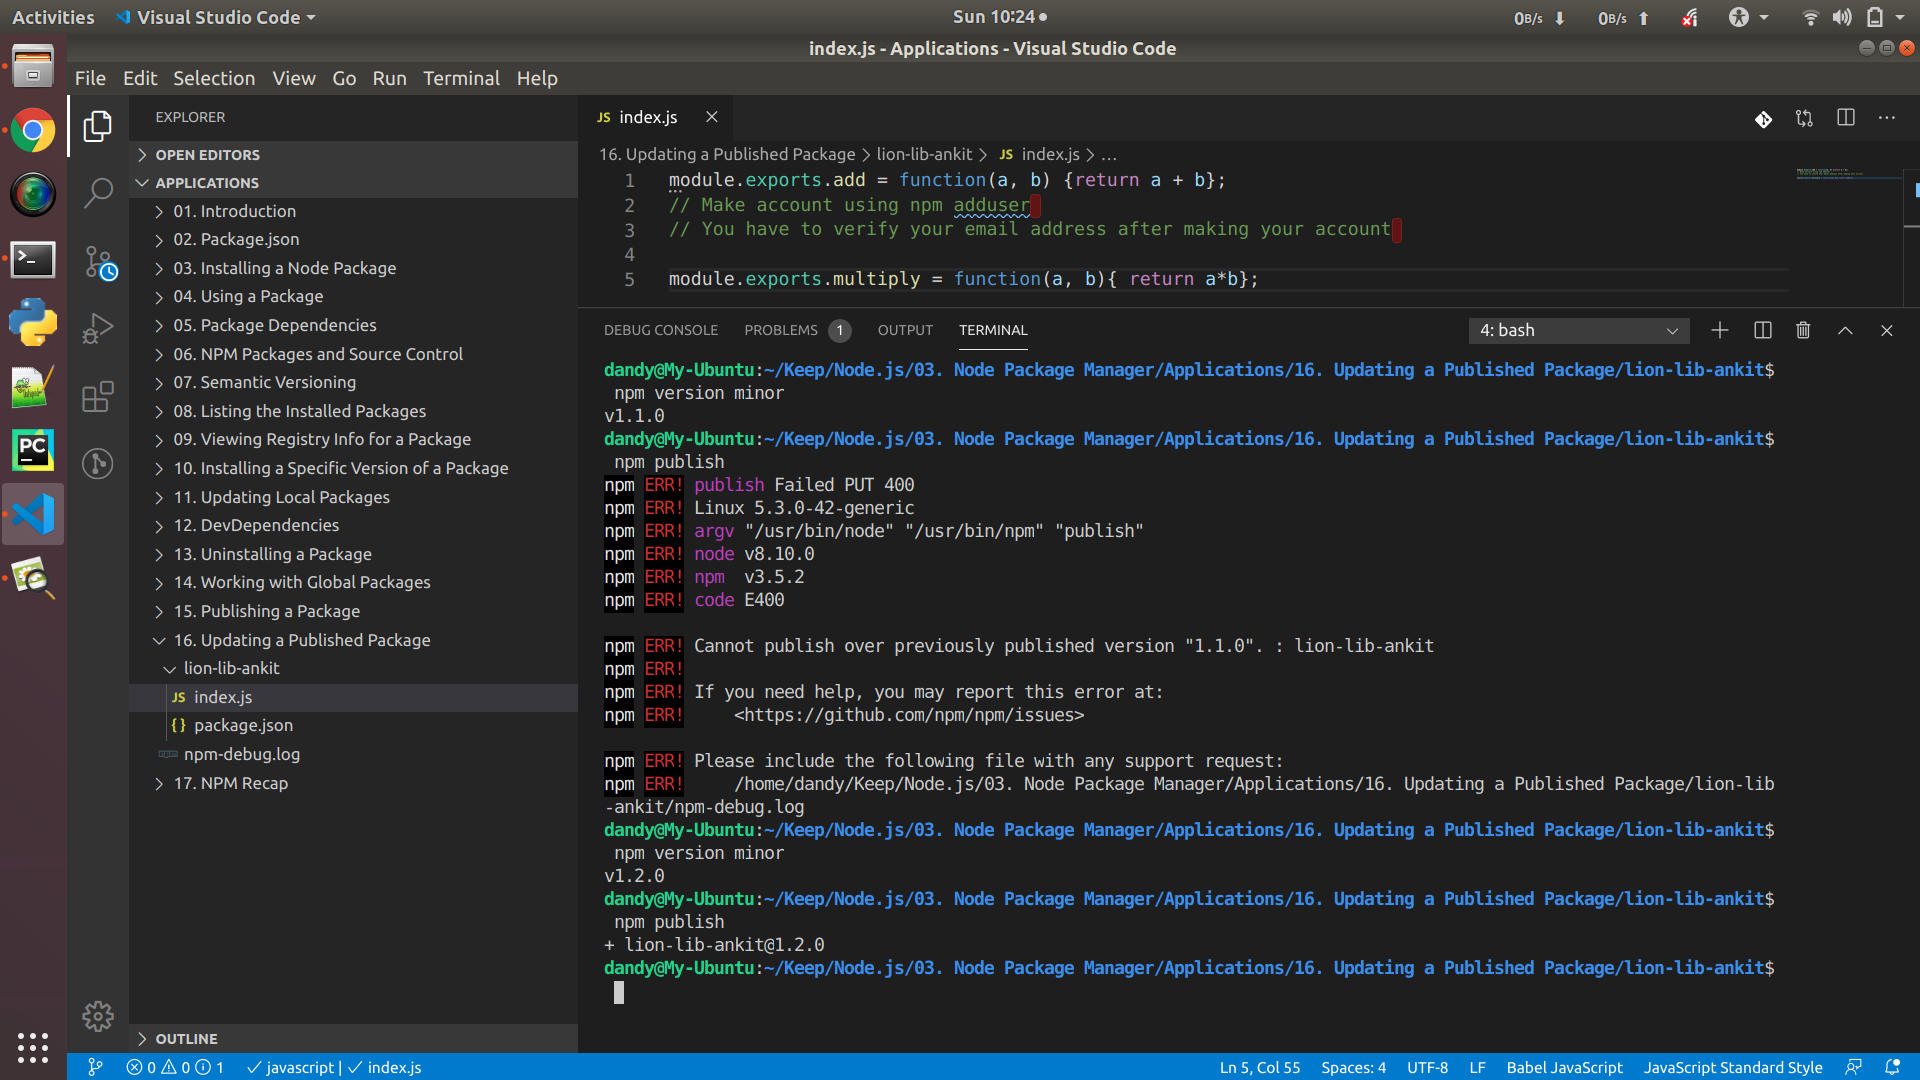 Activities Visual Studio Code Sun 10:24 0B/s 0B/s
index.js - Applications - Visual Studio Code
File Edit Selection View Go Run Terminal Help
EXPLORER
OPEN EDITORS
APPLICATIONS
01. Introduction
02. Package.json
03. Installing a Node Package
04. Using a Package
05. Package Dependencies
06. NPM Packages and Source Control
07. Semantic Versioning
08. Listing the Installed Packages
09. Viewing Registry Info for a Package
10. Installing a Specific Version of a Package
11. Updating Local Packages
12. DevDependencies
13. Uninstalling a Package
14. Working with Global Packages
15. Publishing a Package
16. Updating a Published Package
lion-lib-ankit
JS index.js
{} package.json
npm-debug.log
17. NPM Recap
OUTLINE
PC
JS index.js
16. Updating a Published Package > lion-lib-ankit > JS index.js > ...
1 module.exports.add = function(a, b) {return a + b};
2 // Make account using npm adduser
3 // You have to verify your email address after making your account
4
5 module.exports.multiply = function(a, b){ return a*b};
DEBUG CONSOLE PROBLEMS 1 OUTPUT TERMINAL 4: bash
dandy@My-Ubuntu:~/Keep/Node.js/03. Node Package Manager/Applications/16. Updating a Published Package/lion-lib-ankit$
npm version minor
v1.1.0
dandy@My-Ubuntu:~/Keep/Node.js/03. Node Package Manager/Applications/16. Updating a Published Package/lion-lib-ankit$
npm publish
npm ERR! publish Failed PUT 400
npm ERR! Linux 5.3.0-42-generic
npm ERR! argv "/usr/bin/node" "/usr/bin/npm" "publish"
npm ERR! node v8.10.0
npm ERR! npm  v3.5.2
npm ERR! code E400
npm ERR! Cannot publish over previously published version "1.1.0". : lion-lib-ankit
npm ERR!
npm ERR! If you need help, you may report this error at:
npm ERR!     <https://github.com/npm/npm/issues>
npm ERR! Please include the following file with any support request:
npm ERR!     /home/dandy/Keep/Node.js/03. Node Package Manager/Applications/16. Updating a Published Package/lion-lib
-ankit/npm-debug.log
dandy@My-Ubuntu:~/Keep/Node.js/03. Node Package Manager/Applications/16. Updating a Published Package/lion-lib-ankit$
npm version minor
v1.2.0
dandy@My-Ubuntu:~/Keep/Node.js/03. Node Package Manager/Applications/16. Updating a Published Package/lion-lib-ankit$
npm publish
+ lion-lib-ankit@1.2.0
dandy@My-Ubuntu:~/Keep/Node.js/03. Node Package Manager/Applications/16. Updating a Published Package/lion-lib-ankit$
0 0 1 javascript | index.js Ln 5, Col 55 Spaces: 4 UTF-8 LF Babel JavaScript JavaScript Standard Style